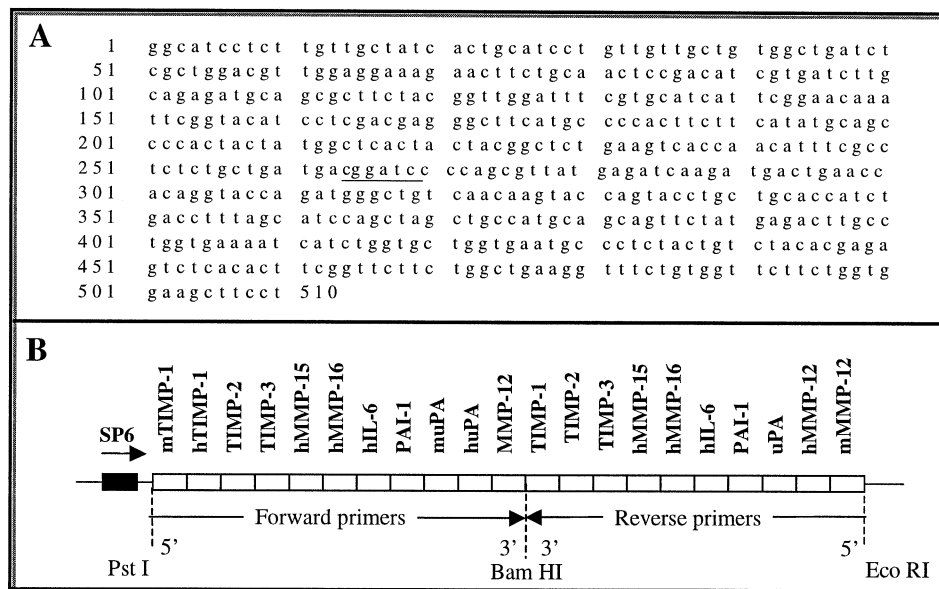 A
1 ggcatcctct tgttgctatc actgcatcct gttgttgctg tggctgatct
51 cgctggacgt tggaggaaag aacttctgca actccgacat cgtgatcttg
101 cagagatgca gcgcttctac ggttggattt cgtgcatcat tcggaacaaa
151 ttcggtacat cctcgacgag ggcttcatgc cccacttctt catatgcagc
201 cccactacta tggctcacta ctacggctct gaagtcacca acatttcgcc
251 tctctgctga tgacggatcc ccagcgttat gagatcaaga tgactgaacc
301 acaggtacca gatgggctgt caacaagtac cagtacctgc tgcaccatct
351 gacctttagc atccagctag ctgccatgca gcagttctat gagacttgcc
401 tggtgaaaat catctggtgc tggtgaatgc cctctactgt ctacacgaga
451 gtctcacact tcggttcttc tggctgaagg tttctgtggt tcttctggtg
501 gaagcttcct 510
B
mTIMP-1 hTIMP-1 TIMP-2 TIMP-3 hMMP-15 hMMP-16 hIL-6 PAI-1 muPA huPA MMP-12 TIMP-1 TIMP-2 TIMP-3 hMMP-15 hMMP-16 hIL-6 PAI-1 uPA hMMP-12 mMMP-12
SP6
Forward primers Reverse primers
5’ 3’ 3’ 5’
Pst I Bam HI Eco RI